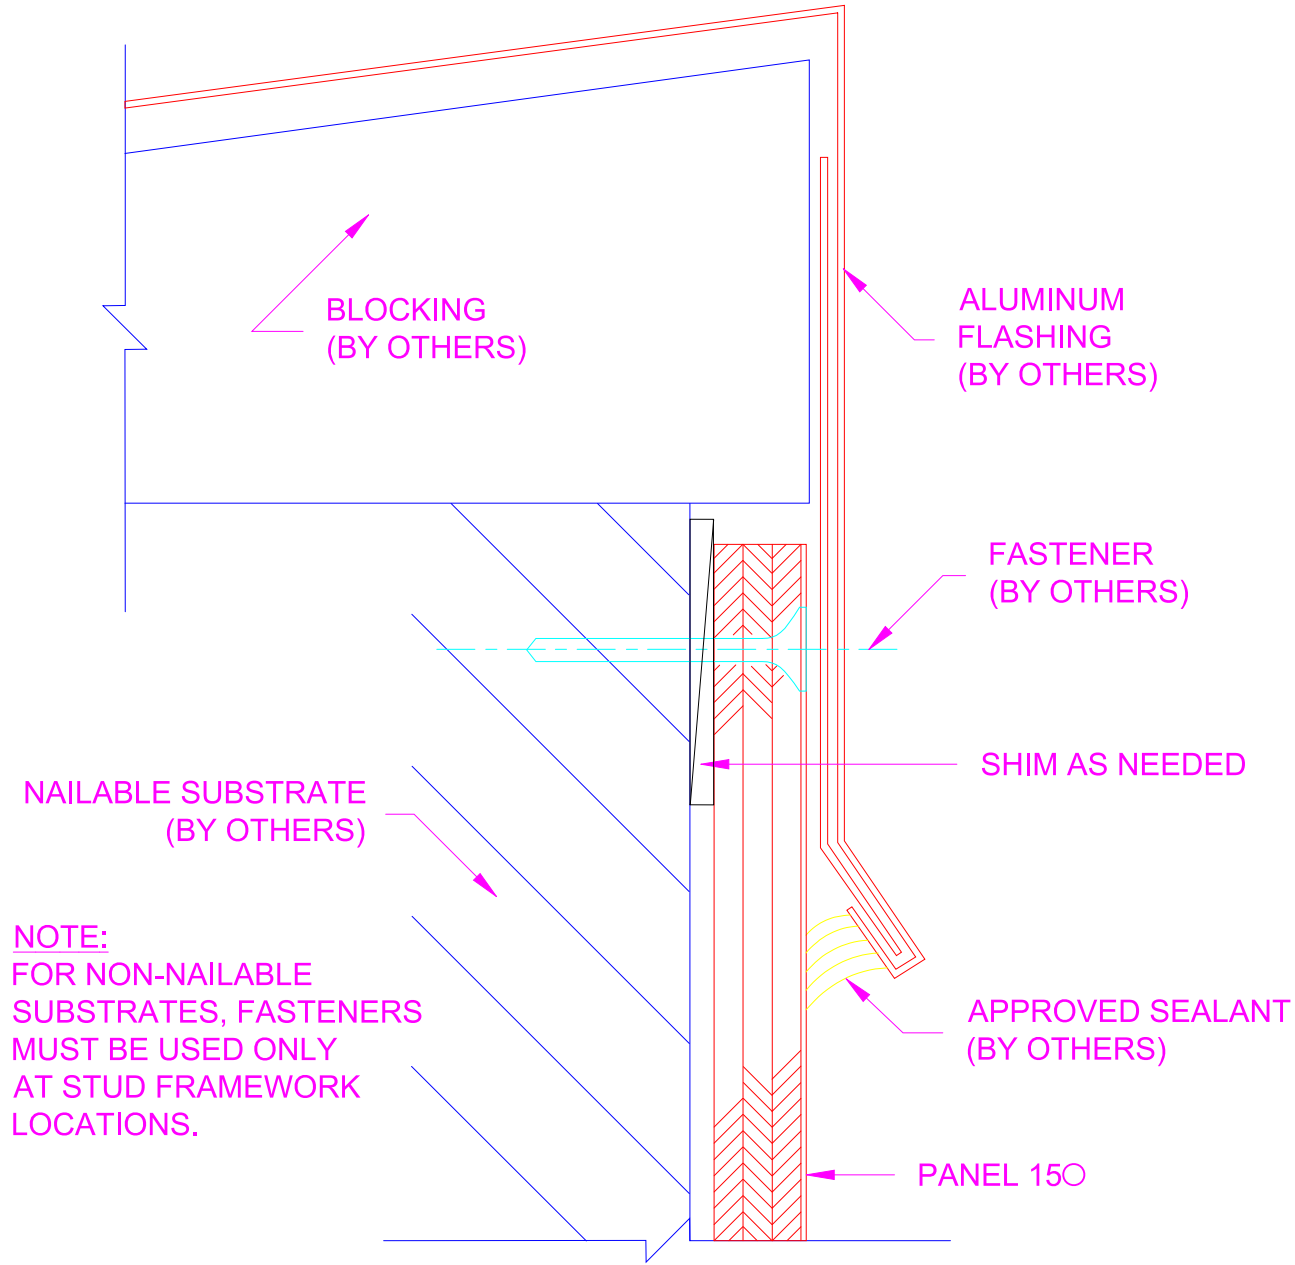 BLOCKING
(BY OTHERS)
ALUMINUM
FLASHING
(BY OTHERS)
FASTENER
(BY OTHERS)
SHIM AS NEEDED
NAILABLE SUBSTRATE
(BY OTHERS)
NOTE:
FOR NON-NAILABLE
SUBSTRATES, FASTENERS
MUST BE USED ONLY
AT STUD FRAMEWORK
LOCATIONS.
APPROVED SEALANT
(BY OTHERS)
PANEL 15O